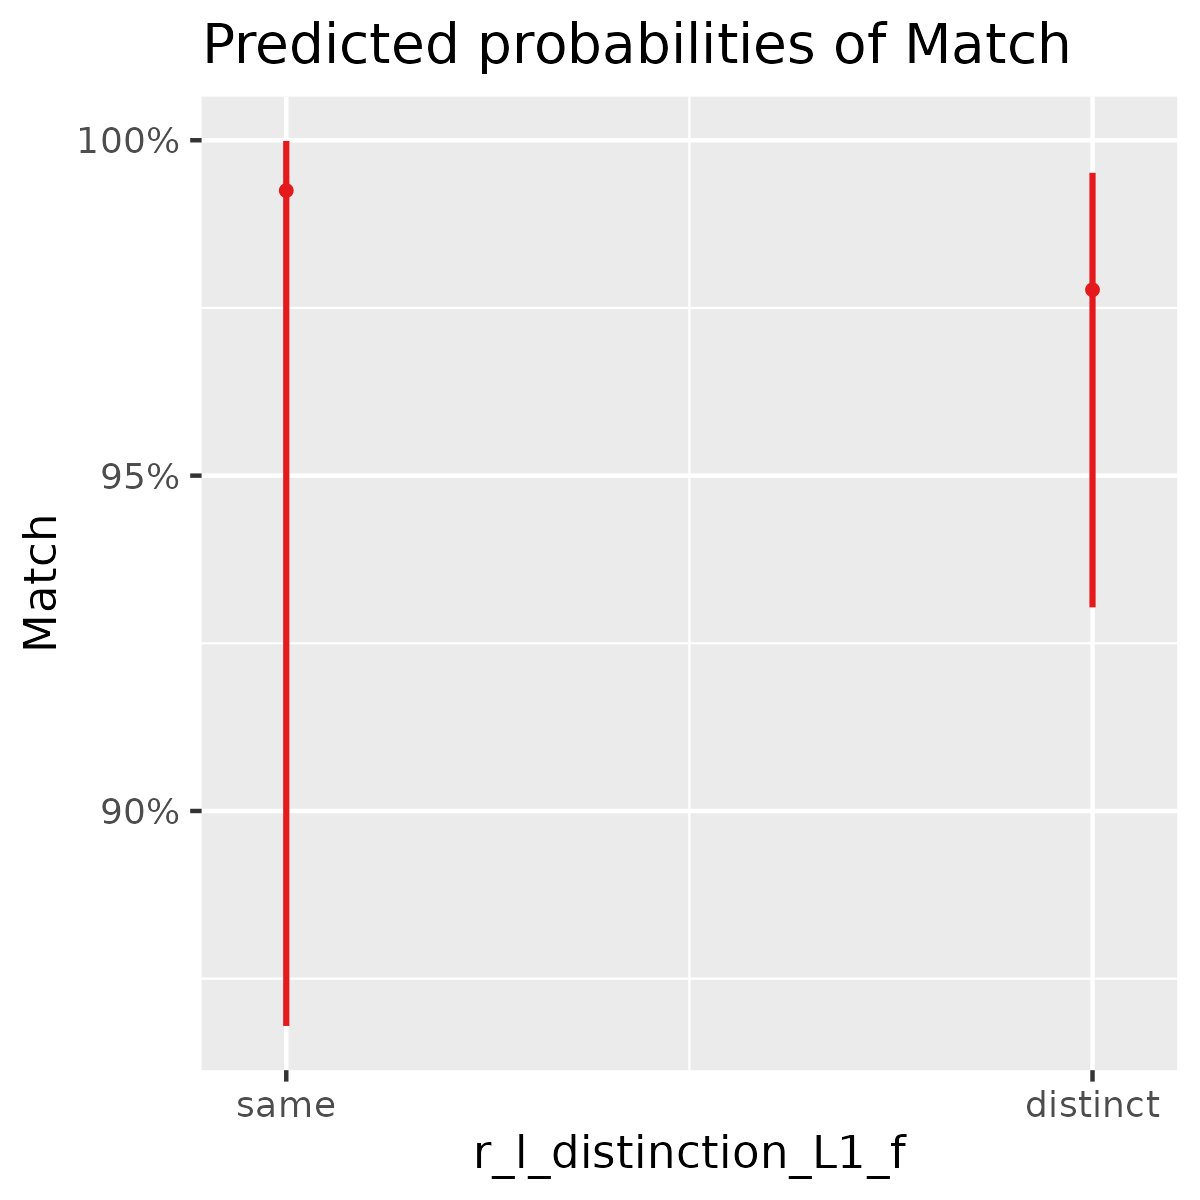 Predicted probabilities of Match
100%
95%
90%
Match
same
distinct
r_l_distinction_L1_f